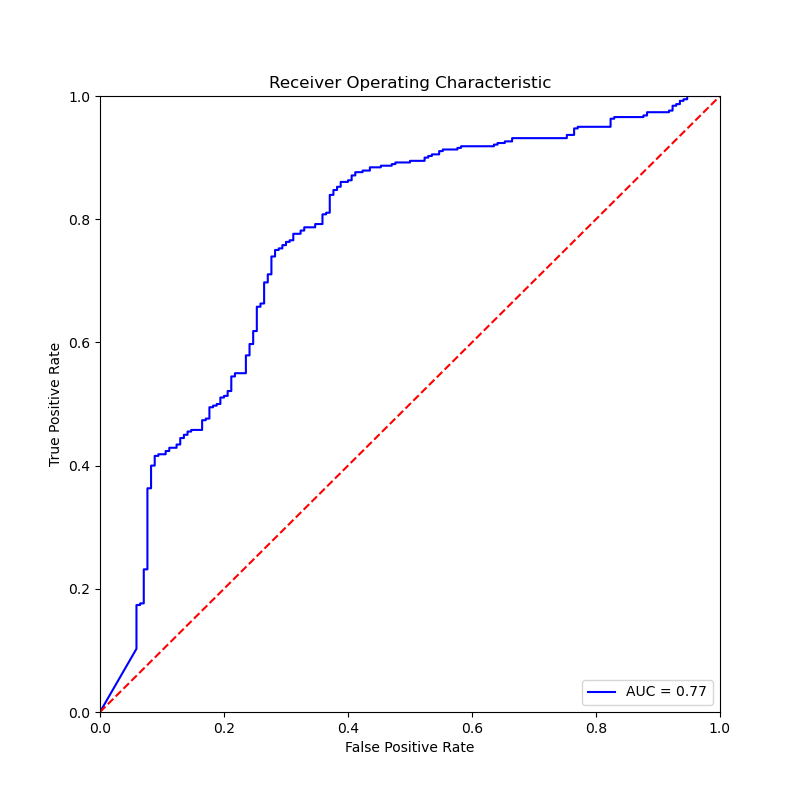 Receiver Operating Characteristic
1.0
0.8
0.6
0.4
0.2
0.0
True Positive Rate
AUC = 0.77
0.0 0.2 0.4 0.6 0.8 1.0
False Positive Rate